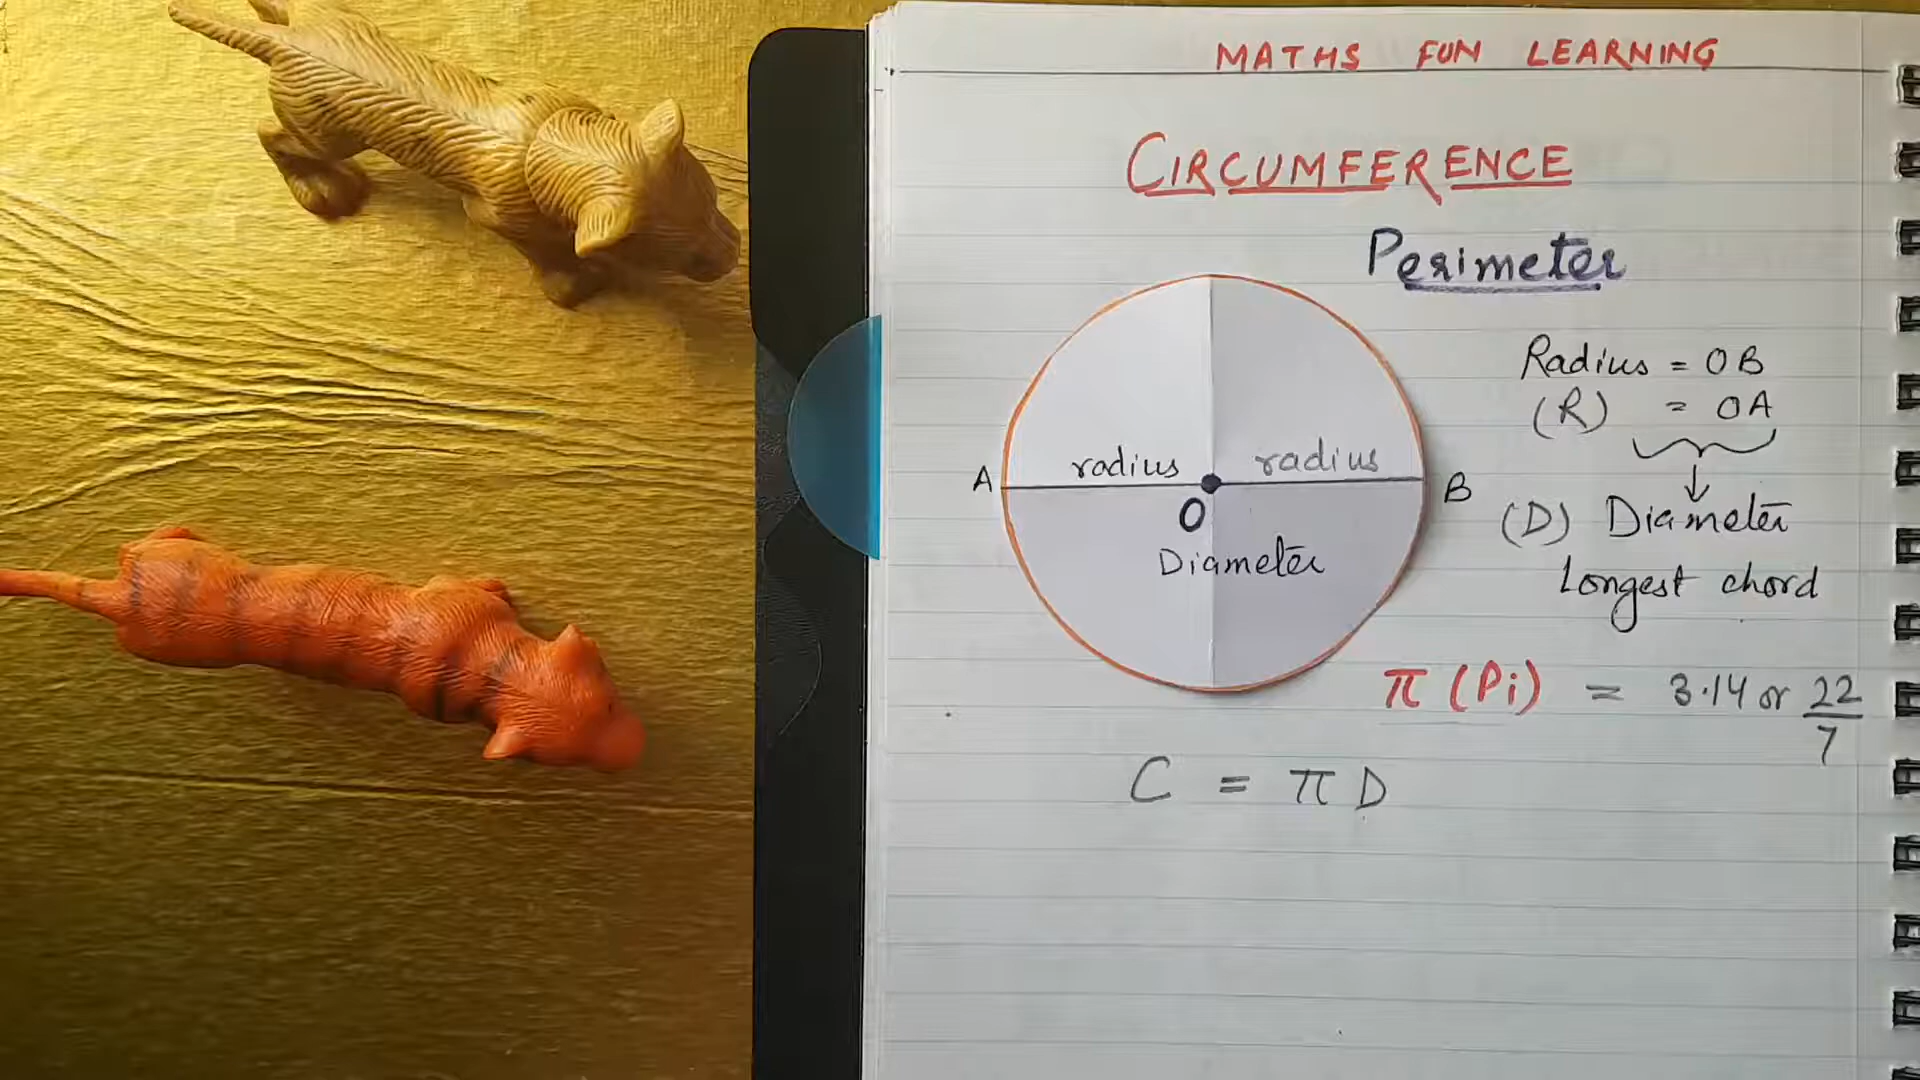 MATHS FUN LEARNING
CIRCUMFERENCE
Perimeter
Radius = OB
(R) = OA
A radius radius B
O
(D) Diameter
Diameter
Longest chord
π (Pi) = 3.14 or 22/7
C = π D